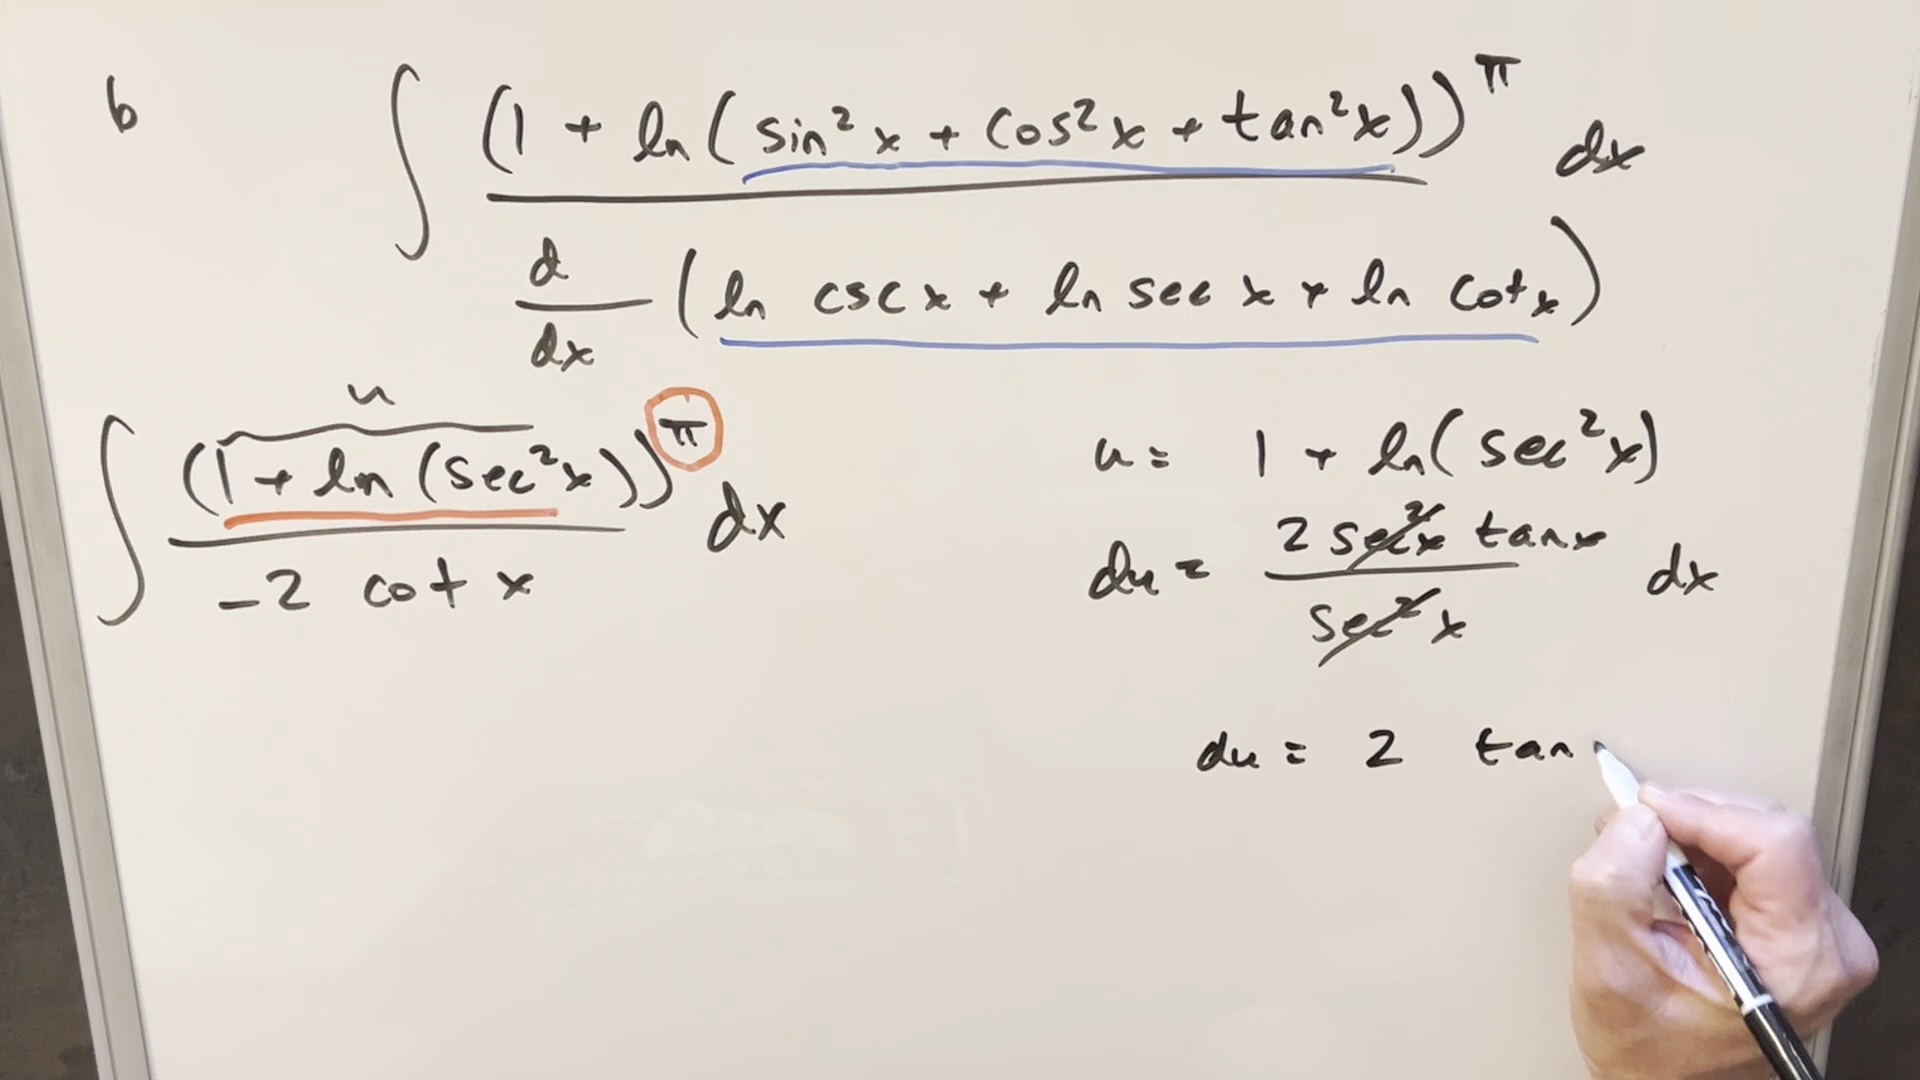 6 ∫ (1 + ln(sin²x + cos²x + tan²x))^π / d/dx (ln csc x + ln sec x + ln cot x) dx
u
∫ (1 + ln(sec²x))^π / -2 cot x dx
u = 1 + ln(sec²x)
du = 2 sec²x tan x / sec²x dx
du = 2 tan